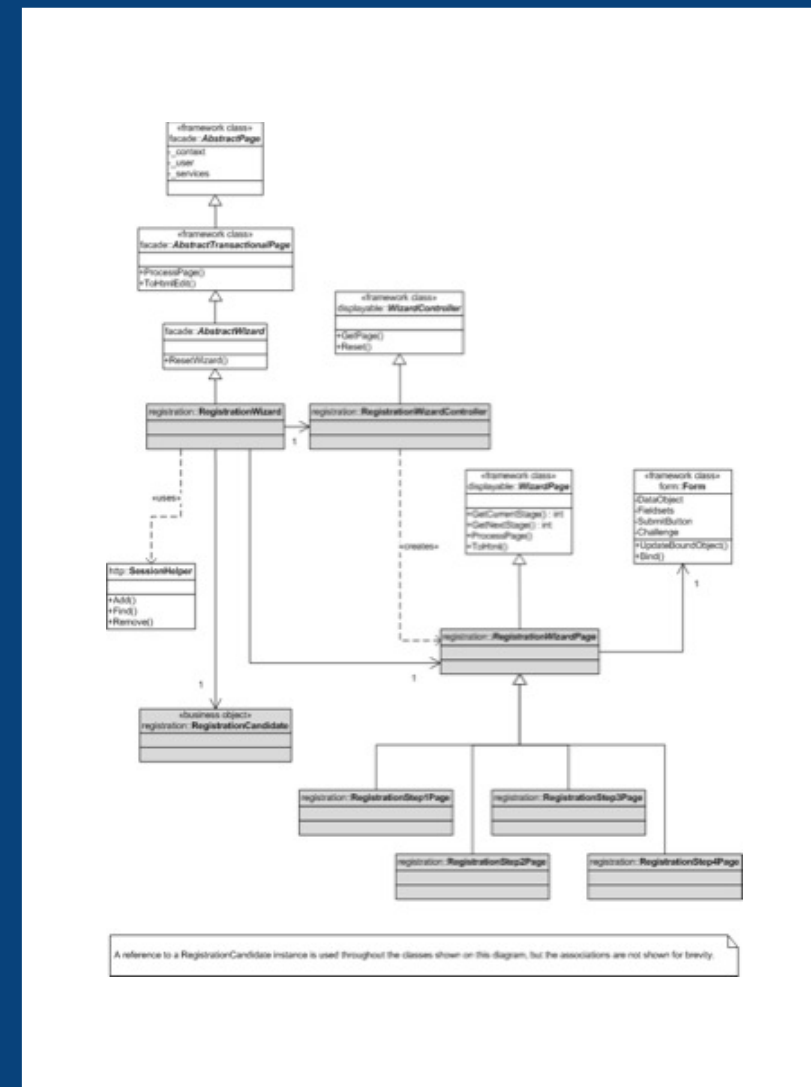 «framework class»
facade::AbstractPage
-_context
-_user
-_services
«framework class»
facade::AbstractTransactionalPage
+ProcessPage()
+ToHtmlEdit()
facade::AbstractWizard
+ResetWizard()
«framework class»
displayable::WizardController
+GetPage()
+Reset()
registration::RegistrationWizard
registration::RegistrationWizardController
1
«uses»
«creates»
«framework class»
displayable::WizardPage
+GetCurrentStage() : int
+GetNextStage() : int
+ProcessPage()
+ToHtml()
«framework class»
form::Form
-DataObject
-Fieldsets
-SubmitButton
-Challenge
+UpdateBoundObject()
+Bind()
1
http::SessionHelper
+Add()
+Find()
+Remove()
registration::RegistrationWizardPage
1
1
«business object»
registration::RegistrationCandidate
registration::RegistrationStep1Page
registration::RegistrationStep3Page
registration::RegistrationStep2Page
registration::RegistrationStep4Page
A reference to a RegistrationCandidate instance is used throughout the classes shown on this diagram, but the associations are not shown for brevity.